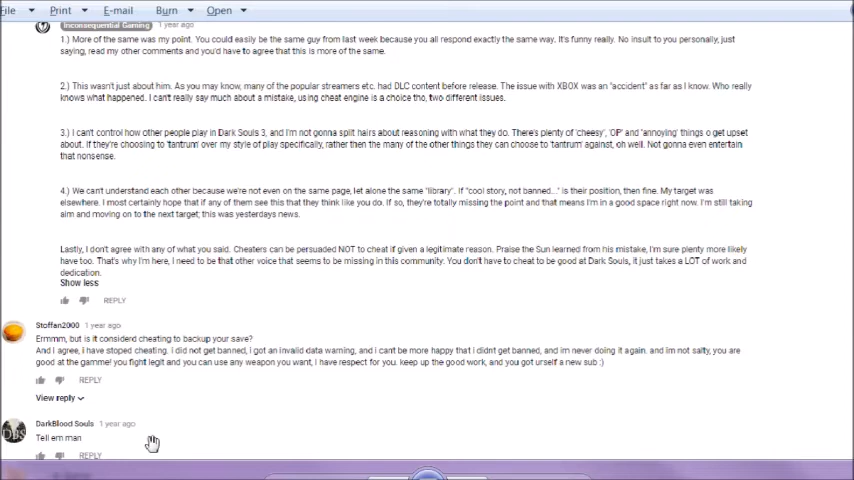 File Print E-mail Burn Open
Inconsequential Gaming 1 year ago
1.) More of the same was my point. You could easily be the same guy from last week because you all respond exactly the same way. It's funny really. No insult to you personally, just
saying, read my other comments and you'd have to agree that this is more of the same.
2.) This wasn't just about him. As you may know, many of the popular streamers etc. had DLC content before release. The issue with XBOX was an "accident" as far as I know. Who really
knows what happened. I can't really say much about a mistake, using cheat engine is a choice tho, two different issues.
3.) I can't control how other people play in Dark Souls 3, and I'm not gonna split hairs about reasoning with what they do. There's plenty of 'cheesy', 'OP' and "annoying' things o get upset
about. If they're choosing to "tantrum" over my style of play specifically, rather then the many of the other things they can choose to "tantrum" against, oh well. Not gonna even entertain
that nonsense.
4.) We can't understand each other because we're not even on the same page, let alone the same "library". If "cool story, not banned..." is their position, then fine. My target was
elsewhere. I most certainly hope that if any of them see this that they think like you do. If so, they're totally missing the point and that means I'm in a good space right now. I'm still taking
aim and moving on to the next target; this was yesterdays news.
Lastly, I don't agree with any of what you said. Cheaters can be persuaded NOT to cheat if given a legitimate reason. Praise the Sun learned from his mistake, I'm sure plenty more likely
have too. That's why I'm here, I need to be that other voice that seems to be missing in this community. You don't have to cheat to be good at Dark Souls, it just takes a LOT of work and
dedication.
Show less
REPLY
Stoffan2000 1 year ago
Ermmm, but is it considerd cheating to backup your save?
And i agree, i have stoped cheating. i did not get banned, i got an invalid data warning, and i can't be more happy that i didnt get banned, and im never doing it again. and im not salty, you are
good at the gamme! you fight legit and you can use any weapon you want, i have respect for you. keep up the good work, and you got urself a new sub :)
REPLY
View reply
DarkBlood Souls 1 year ago
Tell em man
REPLY